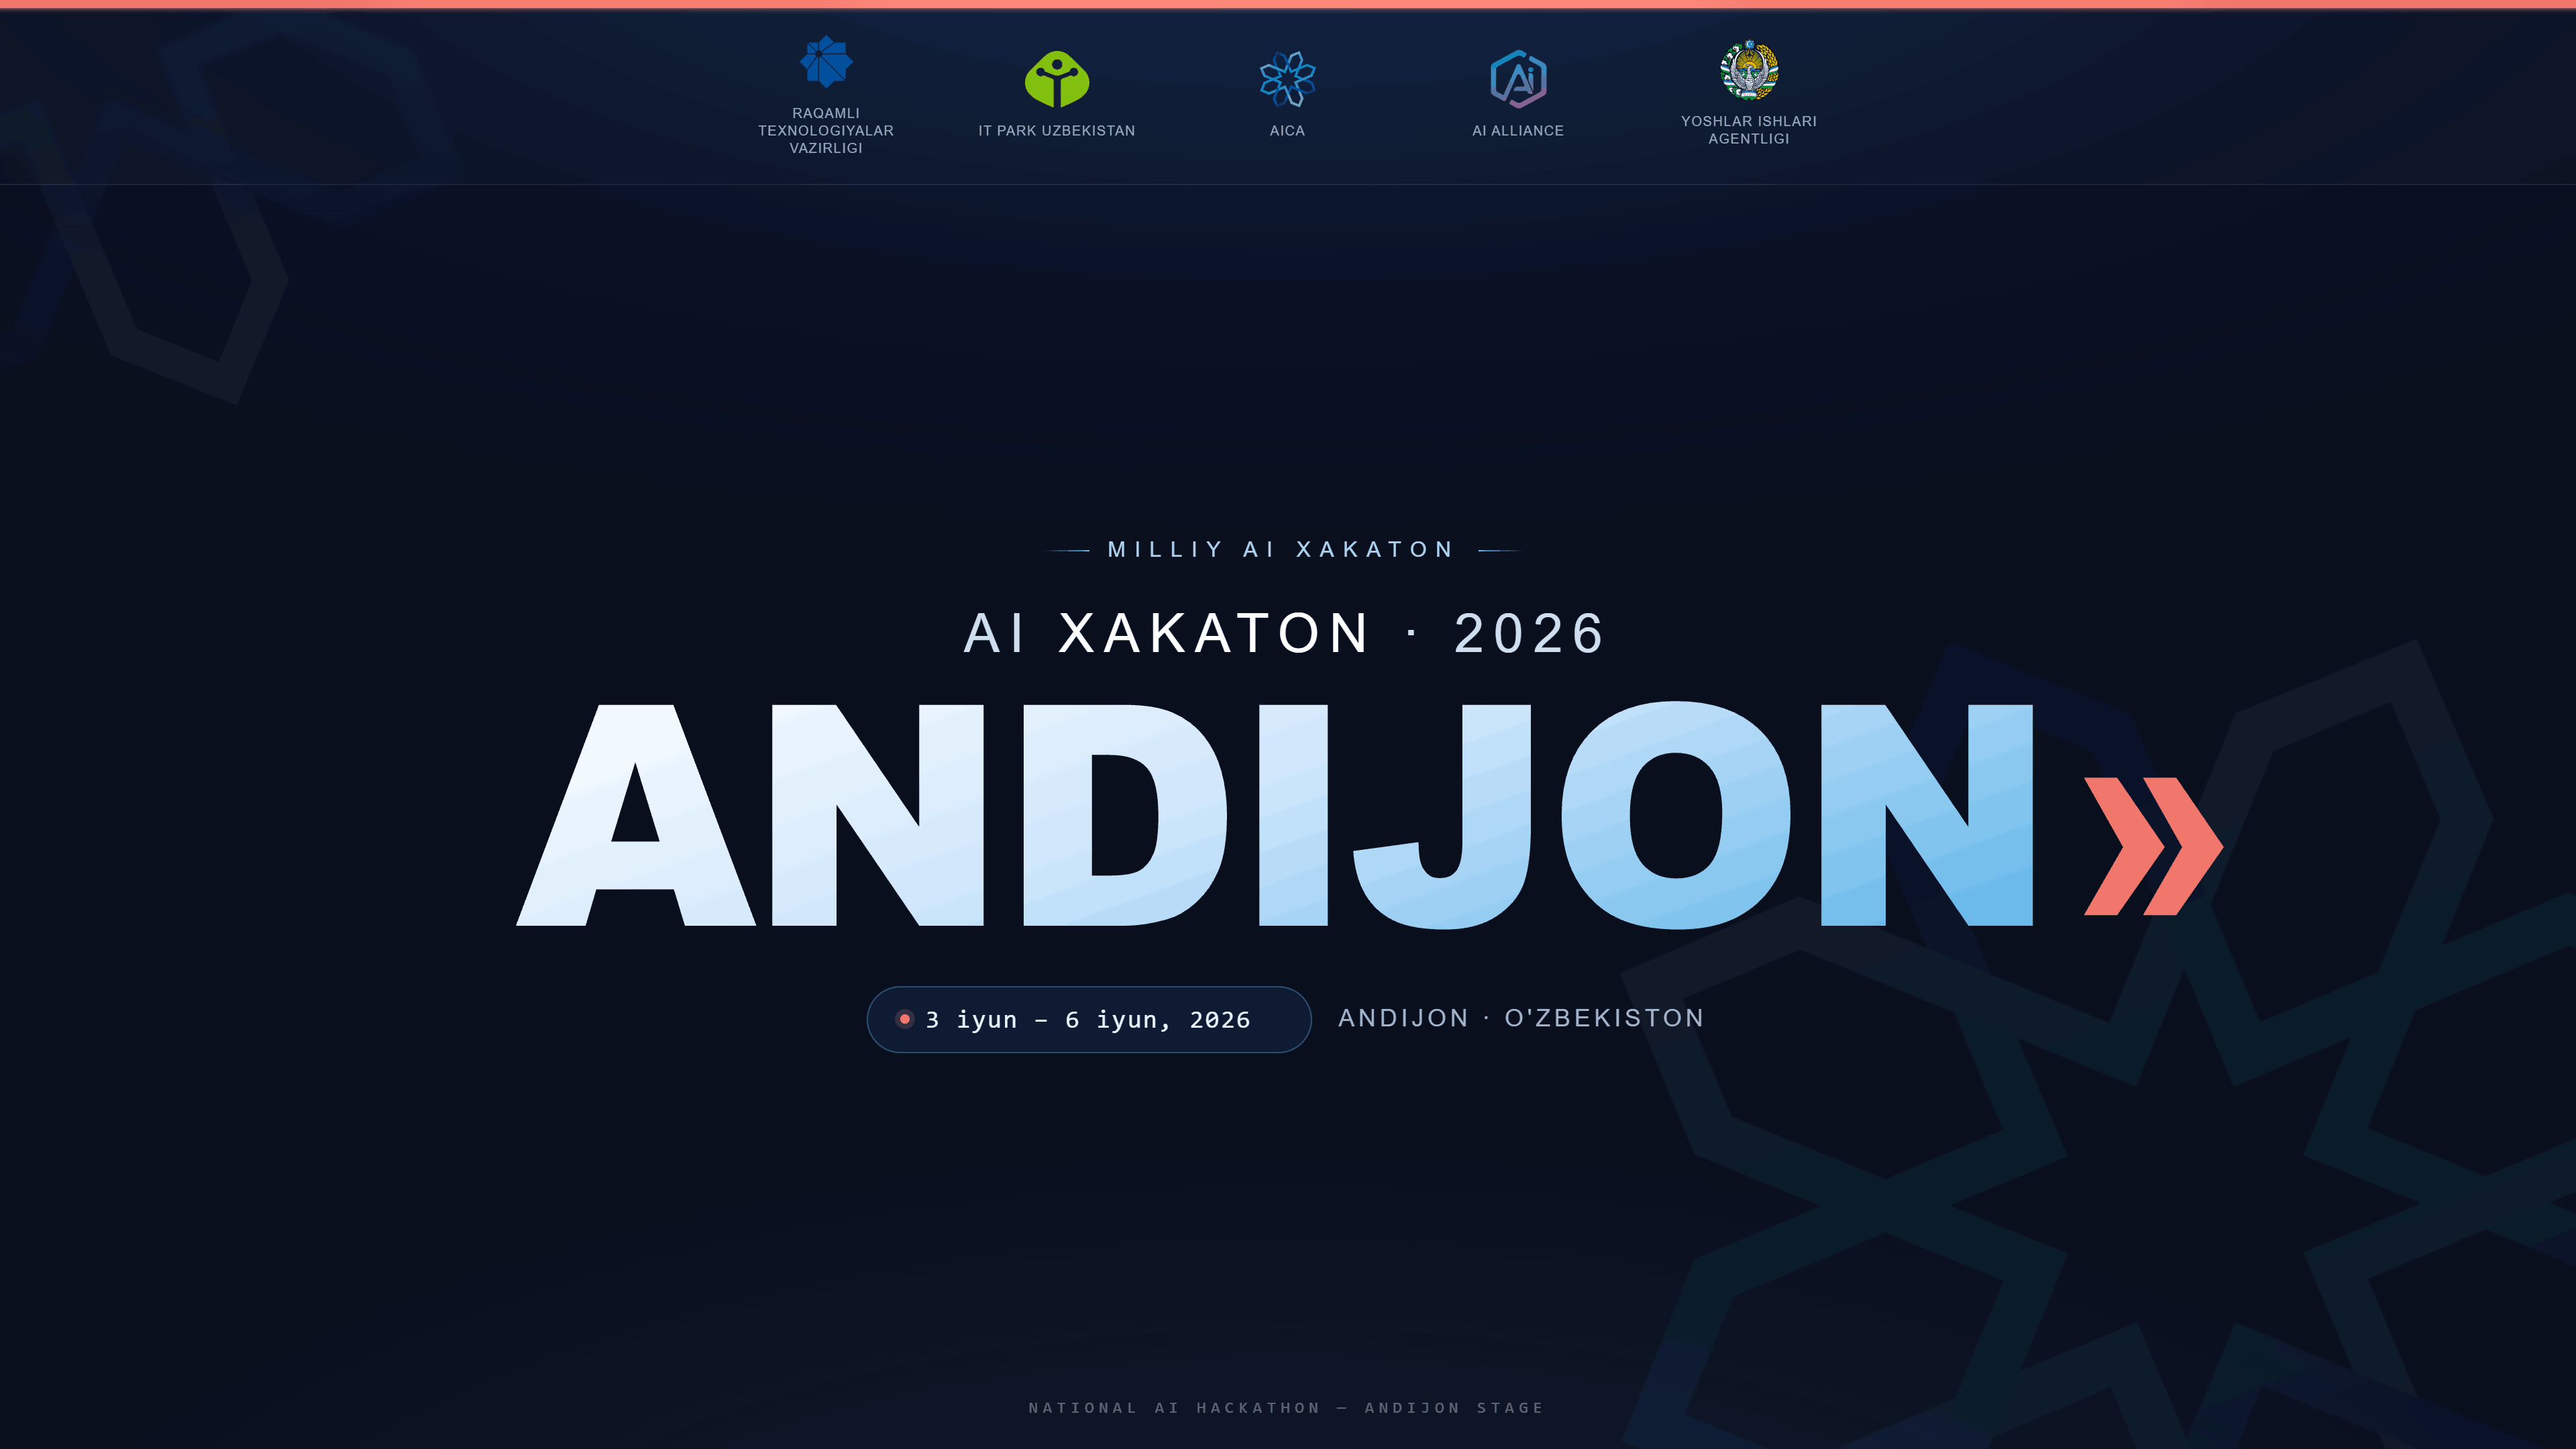 RAQAMLI
TEXNOLOGIYALAR
VAZIRLIGI
IT PARK UZBEKISTAN
AICA
Ai
AI ALLIANCE
YOSHLAR ISHLARI
AGENTLIGI
MILLIY AI XAKATON
AI XAKATON · 2026
ANDIJON»
3 iyun – 6 iyun, 2026
ANDIJON · O'ZBEKISTON
NATIONAL AI HACKATHON — ANDIJON STAGE